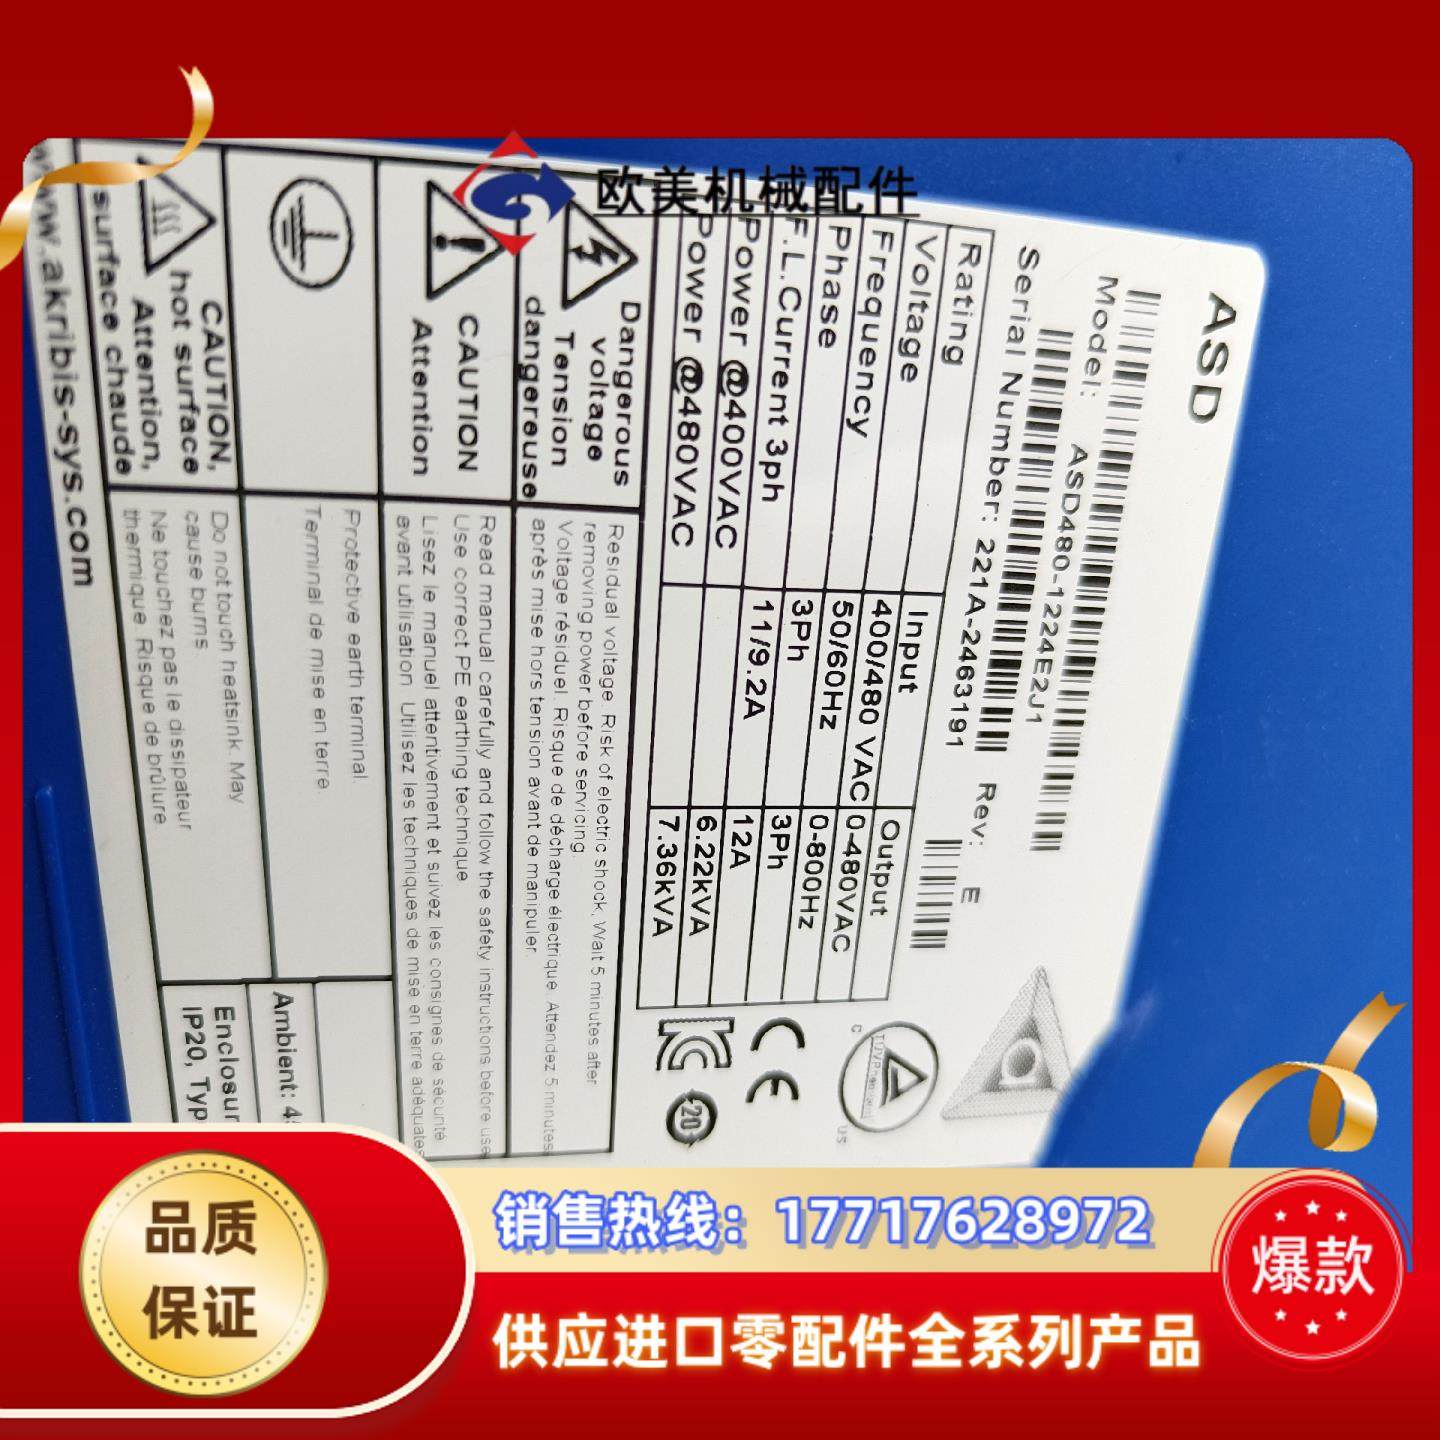 欧美机械配件
ASD
Model: ASD480-1224E2J1
Serial Number: 221A-2463191 Rev: E
Rating Input Output
Voltage 400/480 VAC 0-480VAC
Frequency 50/60Hz 0-800Hz
Phase 3Ph 3Ph
F.L.Current 3ph 11/9.2A 12A
Power @400VAC 6.22kVA
Power @480VAC 7.36kVA
C US
20
Dangerous
voltage
Tension
dangereuse
Residual voltage. Risk of electric shock, Wait 5 minutes after
removing power before servicing.
Voltage résiduel. Risque de décharge électrique. Attendez 5 minutes
après mise hors tension avant de manipuler.
CAUTION
Attention
Read manual carefully and follow the safety instructions before use
Use correct PE earthing technique
Lisez le manuel attentivement et suivez les consignes de sécurité
avant utilisation. Utilisez les techniques de mise en terre adéquates
Protective earth terminal.
Terminal de mise en terre
Ambient:
CAUTION,
hot surface
Attention,
surface chaude
Do not touch heatsink. May
cause burns
Ne touchez pas le dissipateur
thermique. Risque de brûlure.
IP20,
www.akribis-sys.com
品质
保证
销售热线：17717628972
供应进口零配件全系列产品
爆款